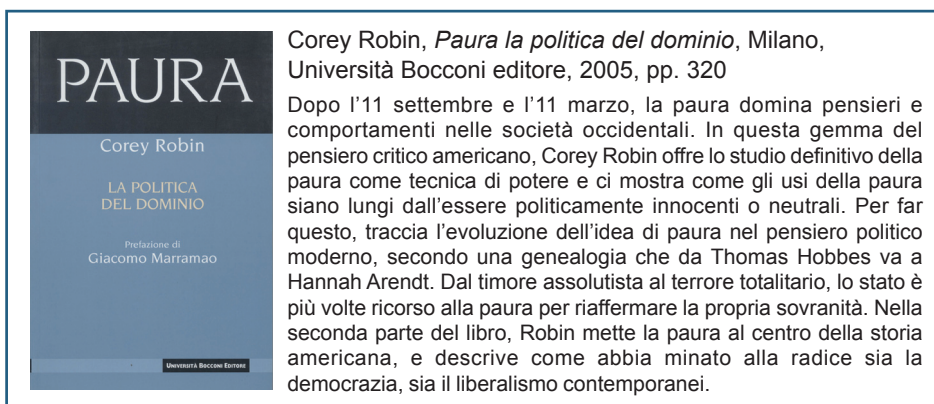 PAURA
Corey Robin
LA POLITICA
DEL DOMINIO
Prefazione di
Giacomo Marramao
UNIVERSITÀ BOCCONI EDITORE
Corey Robin, Paura la politica del dominio, Milano,
Università Bocconi editore, 2005, pp. 320
Dopo l’11 settembre e l’11 marzo, la paura domina pensieri e
comportamenti nelle società occidentali. In questa gemma del
pensiero critico americano, Corey Robin offre lo studio definitivo della
paura come tecnica di potere e ci mostra come gli usi della paura
siano lungi dall’essere politicamente innocenti o neutrali. Per far
questo, traccia l’evoluzione dell’idea di paura nel pensiero politico
moderno, secondo una genealogia che da Thomas Hobbes va a
Hannah Arendt. Dal timore assolutista al terrore totalitario, lo stato è
più volte ricorso alla paura per riaffermare la propria sovranità. Nella
seconda parte del libro, Robin mette la paura al centro della storia
americana, e descrive come abbia minato alla radice sia la
democrazia, sia il liberalismo contemporanei.